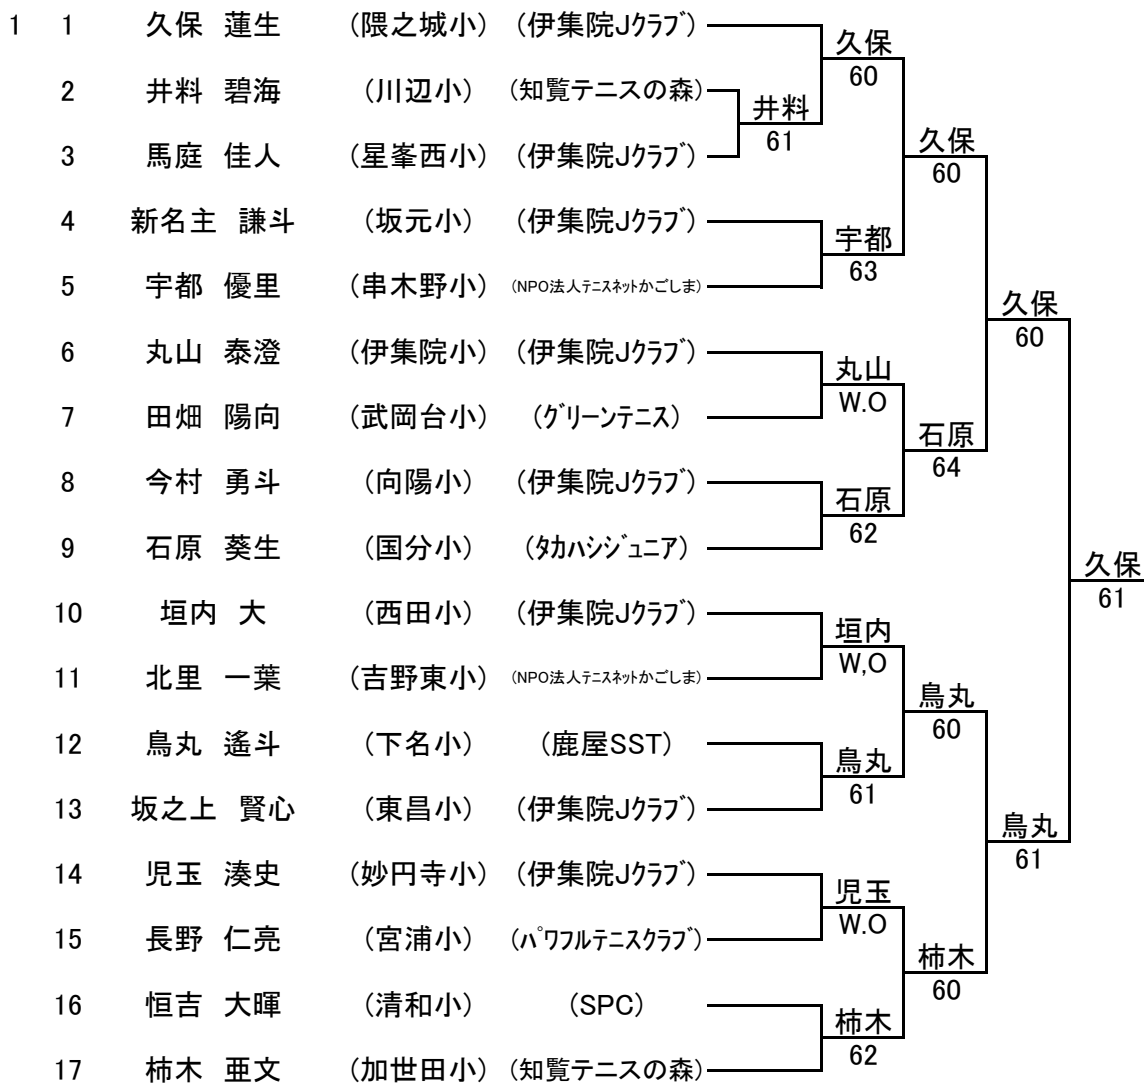 1 1 久保 蓮生 (隈之城小) (伊集院Jｸﾗﾌﾞ)
久保
60
2 井料 碧海 (川辺小) (知覧テニスの森)
井料
61
3 馬庭 佳人 (星峯西小) (伊集院Jｸﾗﾌﾞ)
久保
60
4 新名主 謙斗 (坂元小) (伊集院Jｸﾗﾌﾞ)
宇都
63
5 宇都 優里 (串木野小) (NPO法人ﾃﾆｽﾈｯﾄかごしま)
久保
60
6 丸山 泰澄 (伊集院小) (伊集院Jｸﾗﾌﾞ)
丸山
W.O
7 田畑 陽向 (武岡台小) (ｸﾞﾘｰﾝテニス)
石原
64
8 今村 勇斗 (向陽小) (伊集院Jｸﾗﾌﾞ)
石原
62
9 石原 葵生 (国分小) (ﾀｶﾊｼｼﾞｭニア)
久保
61
10 垣内 大 (西田小) (伊集院Jｸﾗﾌﾞ)
垣内
W,O
11 北里 一葉 (吉野東小) (NPO法人ﾃﾆｽﾈｯﾄかごしま)
鳥丸
60
12 鳥丸 遙斗 (下名小) (鹿屋SST)
鳥丸
61
13 坂之上 賢心 (東昌小) (伊集院Jｸﾗﾌﾞ)
鳥丸
61
14 児玉 湊史 (妙円寺小) (伊集院Jｸﾗﾌﾞ)
児玉
W.O
15 長野 仁亮 (宮浦小) (ﾊﾟﾜﾌﾙﾃﾆｽｸﾗﾌﾞ)
柿木
60
16 恒吉 大暉 (清和小) (SPC)
柿木
62
17 柿木 亜文 (加世田小) (知覧テニスの森)